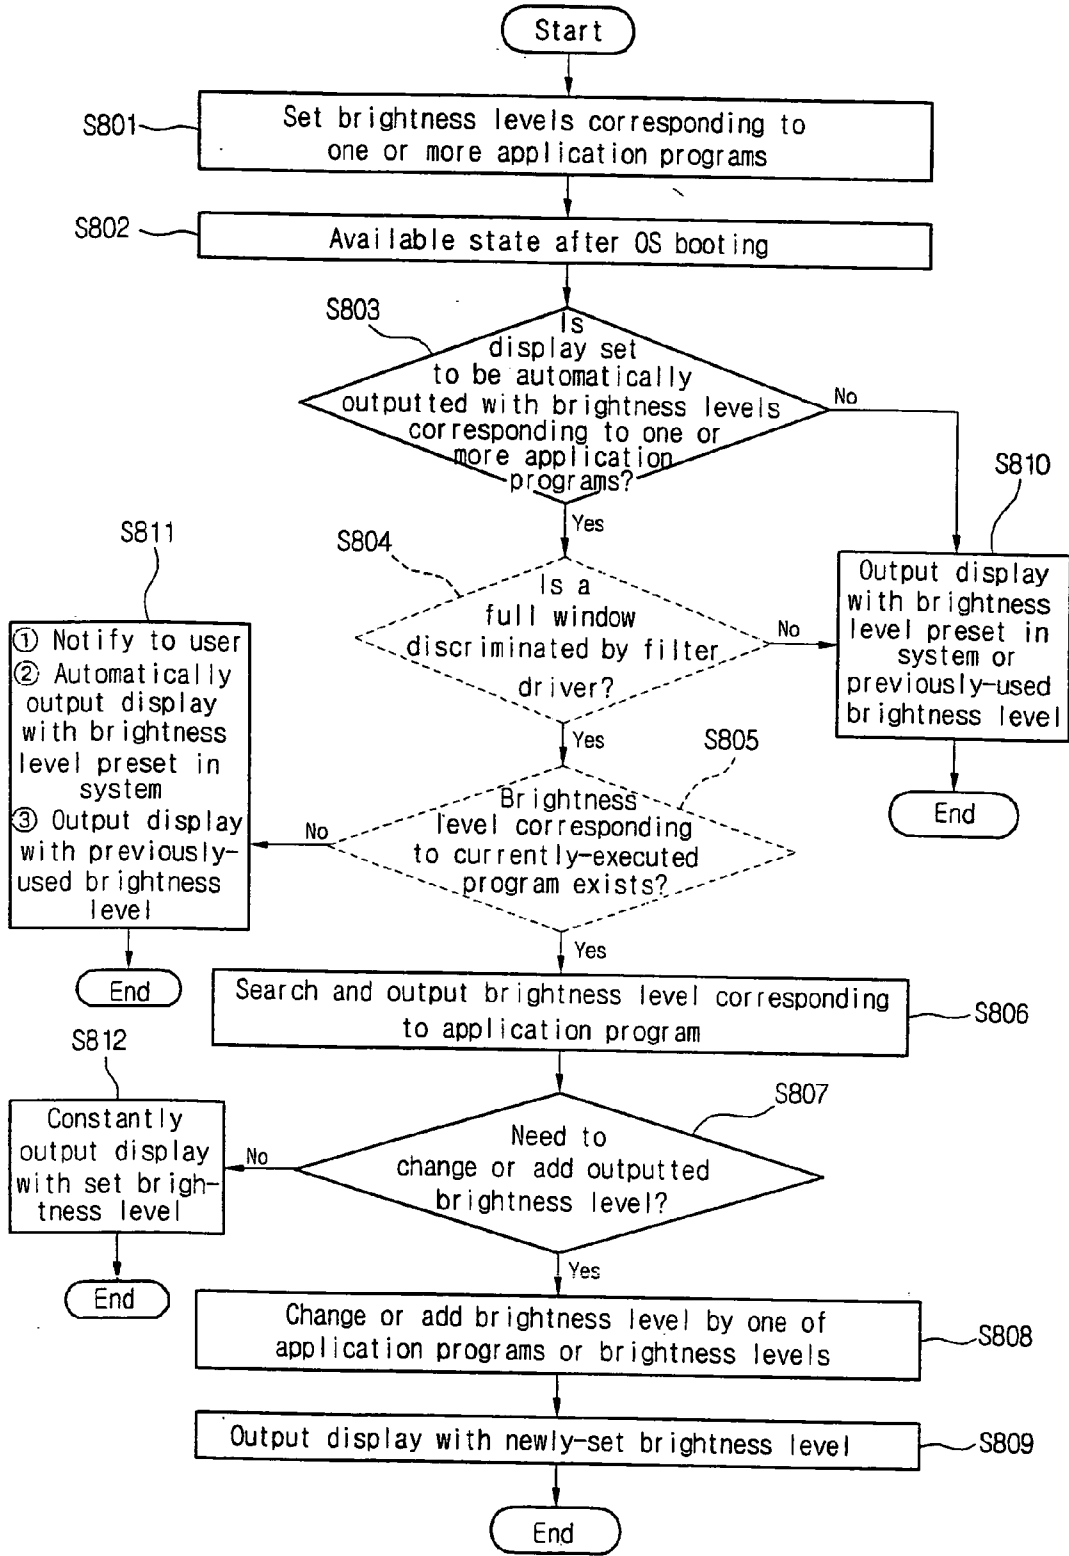 Start
S801
Set brightness levels corresponding to
one or more application programs
S802
Available state after OS booting
S803
Is
display set
to be automatically
outputted with brightness levels
corresponding to one or
more application
programs?
No
Yes
S810
Output display
with brightness
level preset in
system or
previously-used
brightness level
End
S804
Is a
full window
discriminated by filter
driver?
No
Yes
S811
① Notify to user
② Automatically
output display
with brightness
level preset in
system
③ Output display
with previously-
used brightness
level
End
S805
Brightness
level corresponding
to currently-executed
program exists?
No
Yes
Search and output brightness level corresponding
to application program
S806
S812
Constantly
output display
with set brigh-
tness level
End
S807
Need to
change or add outputted
brightness level?
No
Yes
Change or add brightness level by one of
application programs or brightness levels
S808
Output display with newly-set brightness level
S809
End